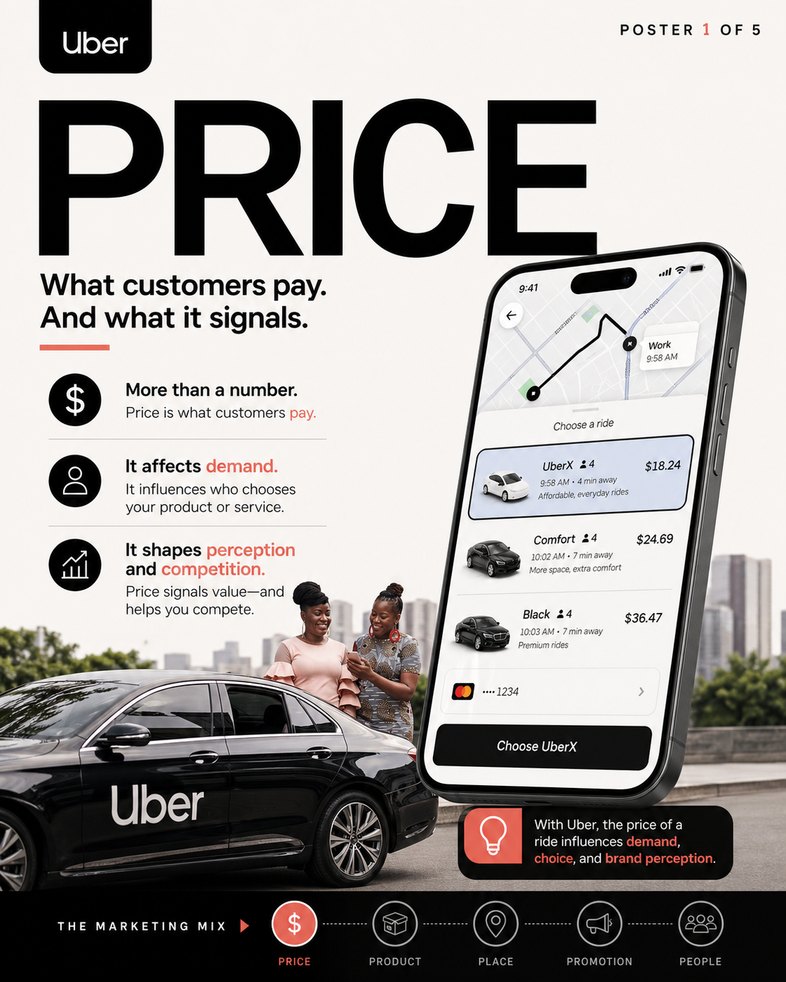 Uber
POSTER 1 OF 5
PRICE
What customers pay.
And what it signals.
$
More than a number.
Price is what customers pay.
It affects demand.
It influences who chooses
your product or service.
It shapes perception
and competition.
Price signals value—and
helps you compete.
9:41
Work
9:58 AM
Choose a ride
UberX 4
$18.24
9:58 AM • 4 min away
Affordable, everyday rides
Comfort 4
$24.69
10:02 AM • 7 min away
More space, extra comfort
Black 4
$36.47
10:03 AM • 7 min away
Premium rides
•••• 1234
Choose UberX
Uber
With Uber, the price of a
ride influences demand,
choice, and brand perception.
THE MARKETING MIX
$
PRICE
PRODUCT
PLACE
PROMOTION
PEOPLE